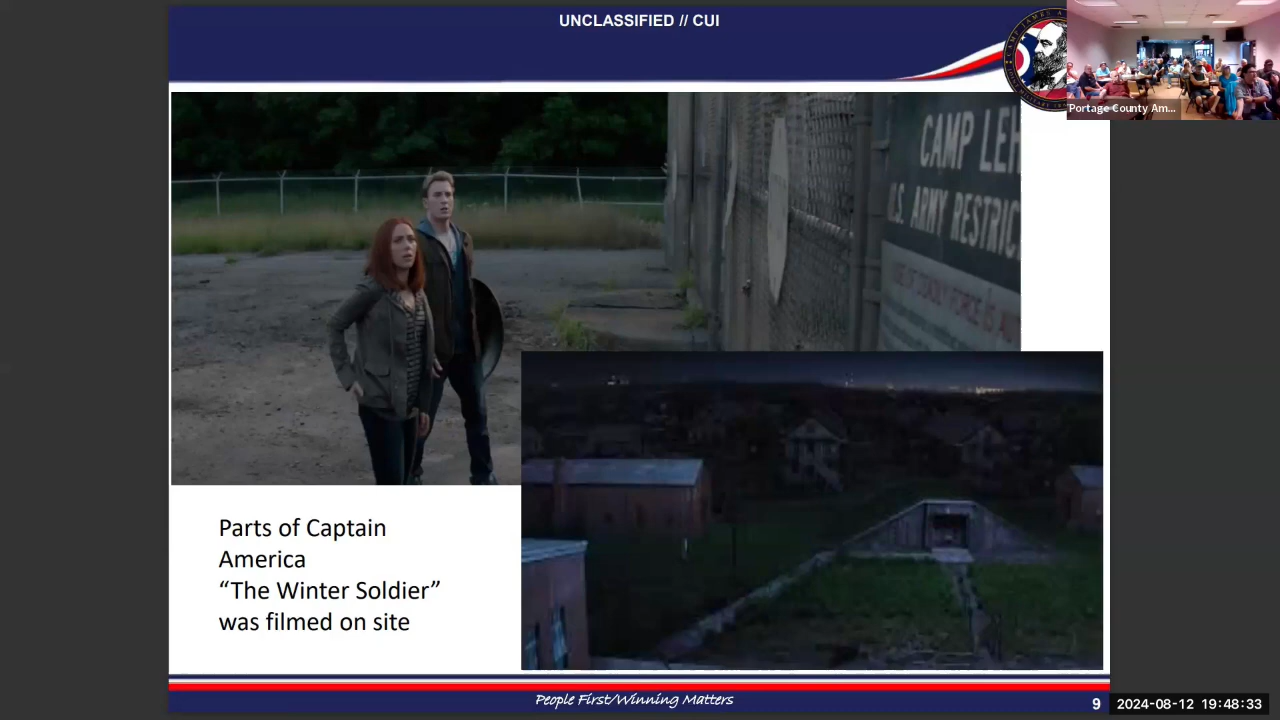 UNCLASSIFIED // CUI
Portage County Am...
CAMP LEH
U.S. ARMY RESTRIC
Parts of Captain
America
“The Winter Soldier”
was filmed on site
People First/Winning Matters
9
2024-08-12 19:48:33